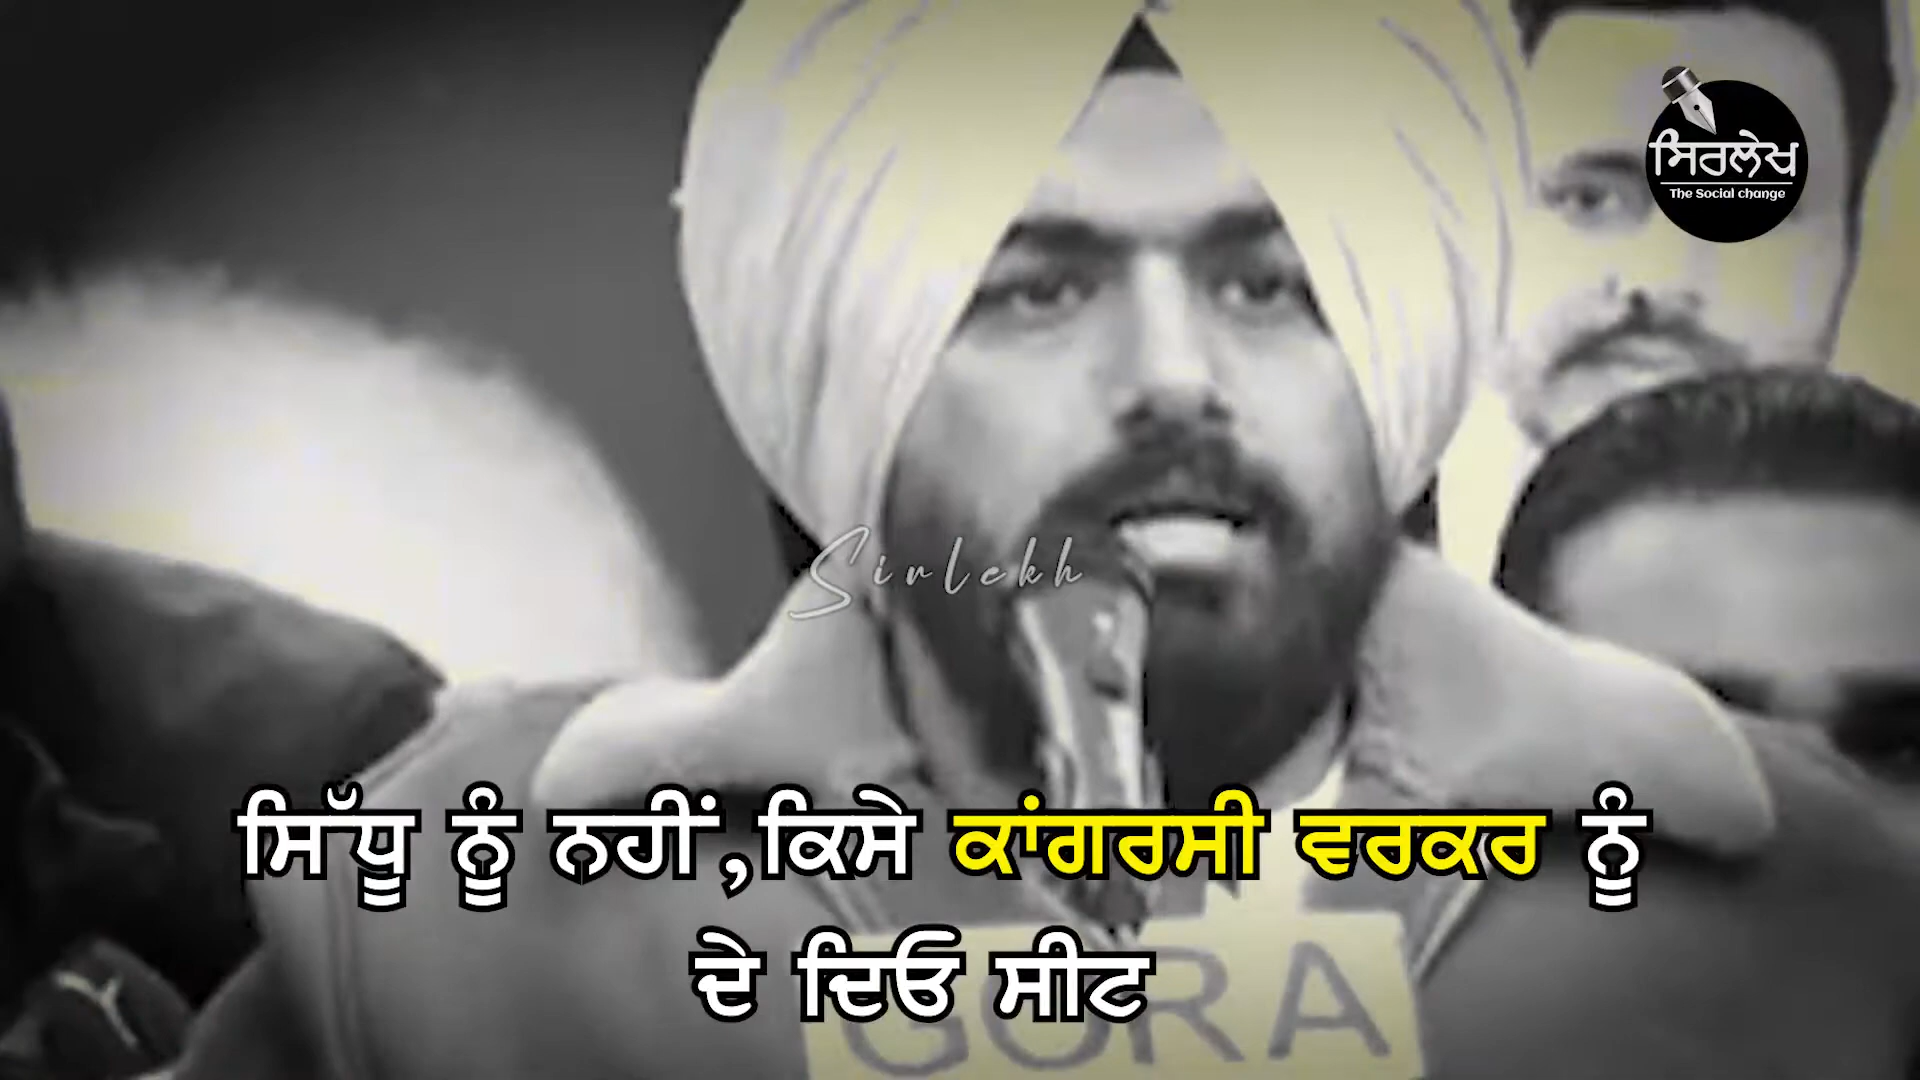 ਸਿਰਲੇਖ
The Social change
Sirlekh
ਸਿੱਧੂ ਨੂੰ ਨਹੀਂ,ਕਿਸੇ ਕਾਂਗਰਸੀ ਵਰਕਰ ਨੂੰ
ਦੇ ਦਿਓ ਸੀਟ
GORA